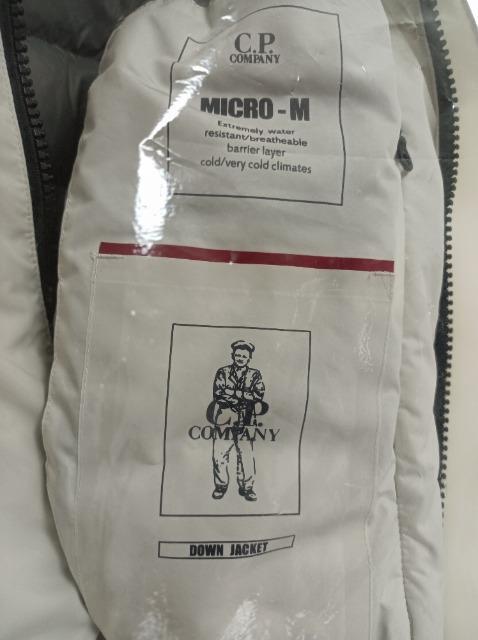 C.P.
COMPANY
MICRO - M
Extremely water
resistant/breatheable
barrier layer
cold/very cold climates
C.P.
COMPANY
DOWN JACKET